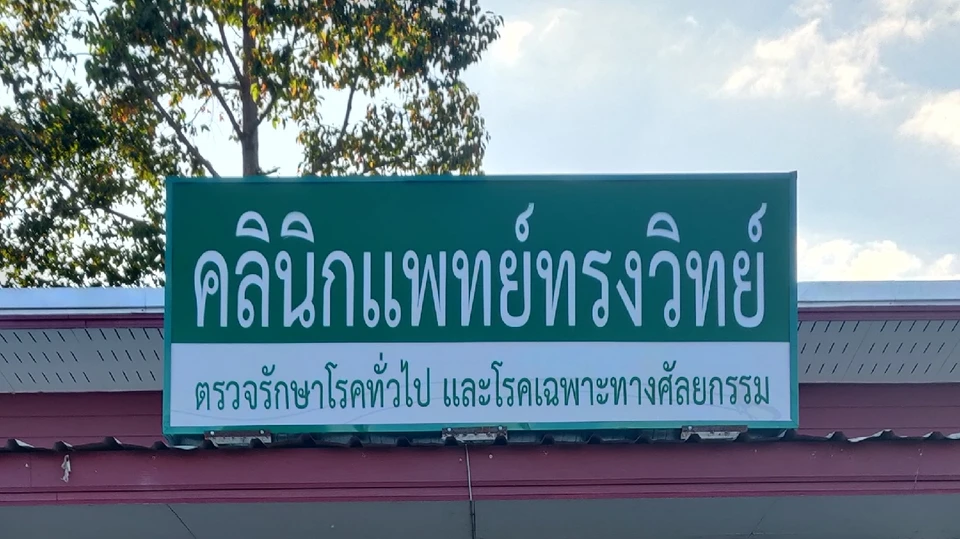 คลินิกแพทย์ทรงวิทย์
ตรวจรักษาโรคทั่วไป และโรคเฉพาะทางศัลยกรรม